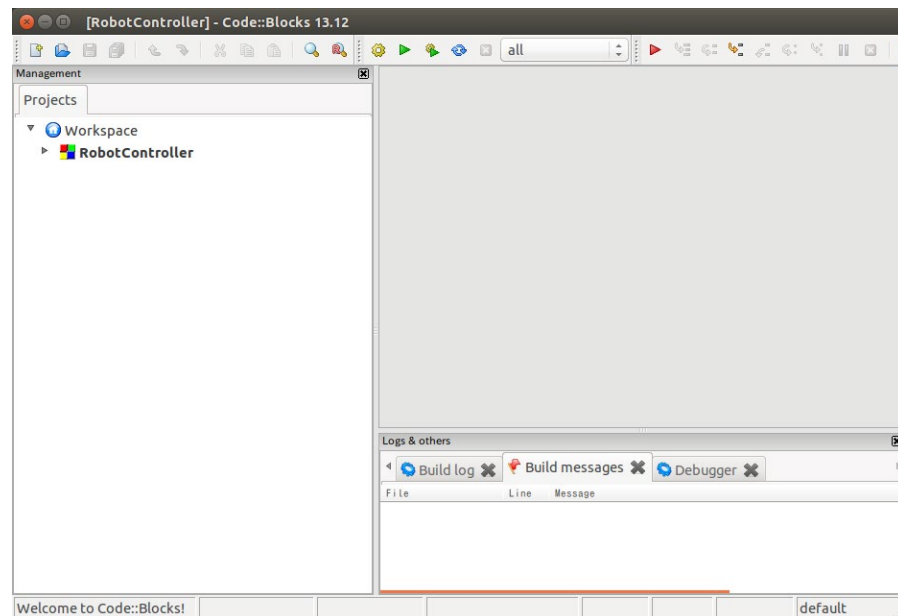 [RobotController] - Code::Blocks 13.12
all
Management
Projects
Workspace
RobotController
Logs & others
Build log
Build messages
Debugger
File Line Message
Welcome to Code::Blocks!
default